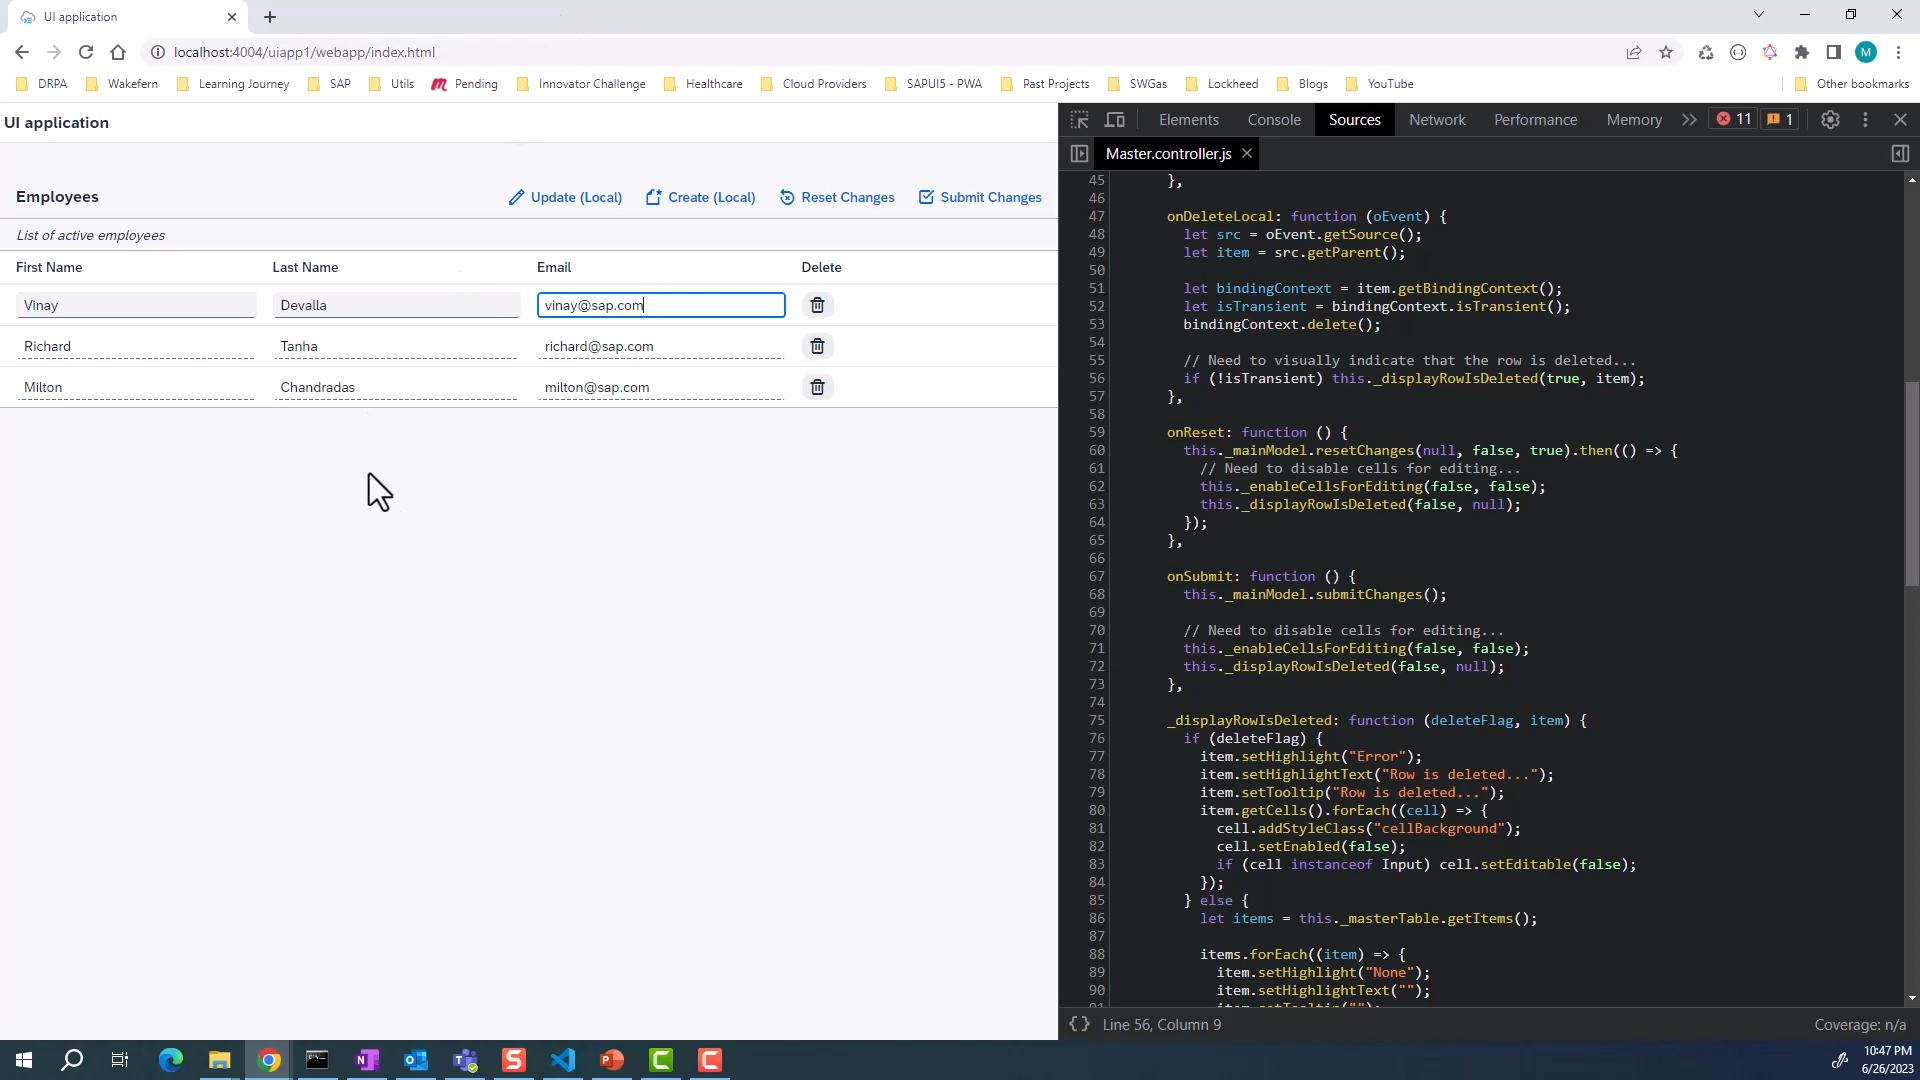 UI application
localhost:4004/uiapp1/webapp/index.html
M
DRPA
Wakefern
Learning Journey
SAP
Utils
Pending
Innovator Challenge
Healthcare
Cloud Providers
SAPUI5 - PWA
Past Projects
SWGas
Lockheed
Blogs
YouTube
Other bookmarks
UI application
Employees
Update (Local)
Create (Local)
Reset Changes
Submit Changes
List of active employees
First Name Last Name Email Delete
Vinay Devalla vinay@sap.com
Richard Tanha richard@sap.com
Milton Chandradas milton@sap.com
Elements Console Sources Network Performance Memory 11 1
Master.controller.js
45 },
46
47 onDeleteLocal: function (oEvent) {
48 let src = oEvent.getSource();
49 let item = src.getParent();
50
51 let bindingContext = item.getBindingContext();
52 let isTransient = bindingContext.isTransient();
53 bindingContext.delete();
54
55 // Need to visually indicate that the row is deleted...
56 if (!isTransient) this._displayRowIsDeleted(true, item);
57 },
58
59 onReset: function () {
60 this._mainModel.resetChanges(null, false, true).then(() => {
61 // Need to disable cells for editing...
62 this._enableCellsForEditing(false, false);
63 this._displayRowIsDeleted(false, null);
64 });
65 },
66
67 onSubmit: function () {
68 this._mainModel.submitChanges();
69
70 // Need to disable cells for editing...
71 this._enableCellsForEditing(false, false);
72 this._displayRowIsDeleted(false, null);
73 },
74
75 _displayRowIsDeleted: function (deleteFlag, item) {
76 if (deleteFlag) {
77 item.setHighlight("Error");
78 item.setHighlightText("Row is deleted...");
79 item.setTooltip("Row is deleted...");
80 item.getCells().forEach((cell) => {
81 cell.addStyleClass("cellBackground");
82 cell.setEnabled(false);
83 if (cell instanceof Input) cell.setEditable(false);
84 });
85 } else {
86 let items = this._masterTable.getItems();
87
88 items.forEach((item) => {
89 item.setHighlight("None");
90 item.setHighlightText("");
{} Line 56, Column 9
Coverage: n/a
10:47 PM
6/26/2023